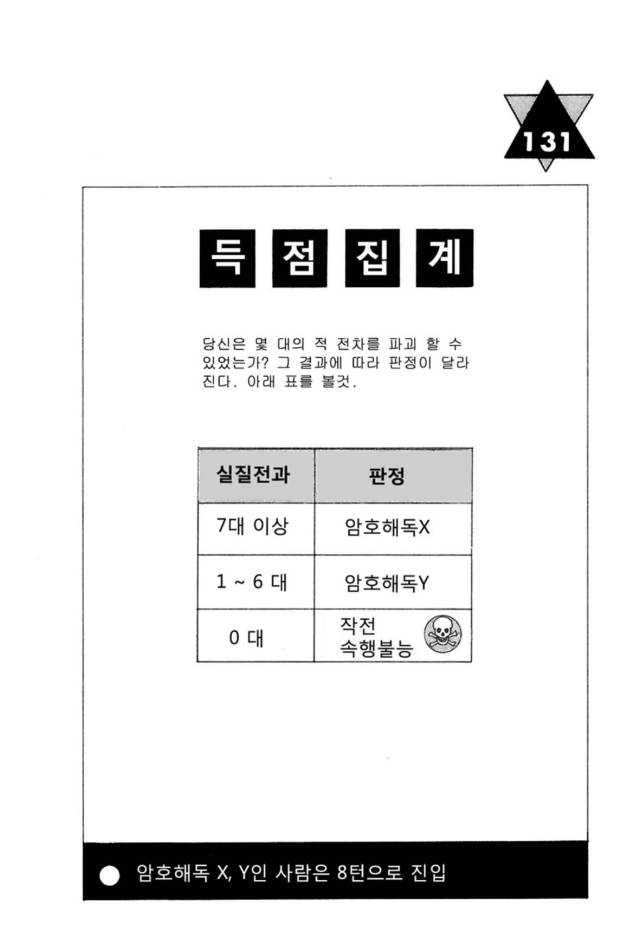 131
득점집계
당신은 몇 대의 적 전차를 파괴 할 수
있었는가? 그 결과에 따라 판정이 달라
진다. 아래 표를 볼것.
실질전과 판정
7대 이상 암호해독X
1 ~ 6 대 암호해독Y
0 대 작전
속행불능
암호해독 X, Y인 사람은 8턴으로 진입